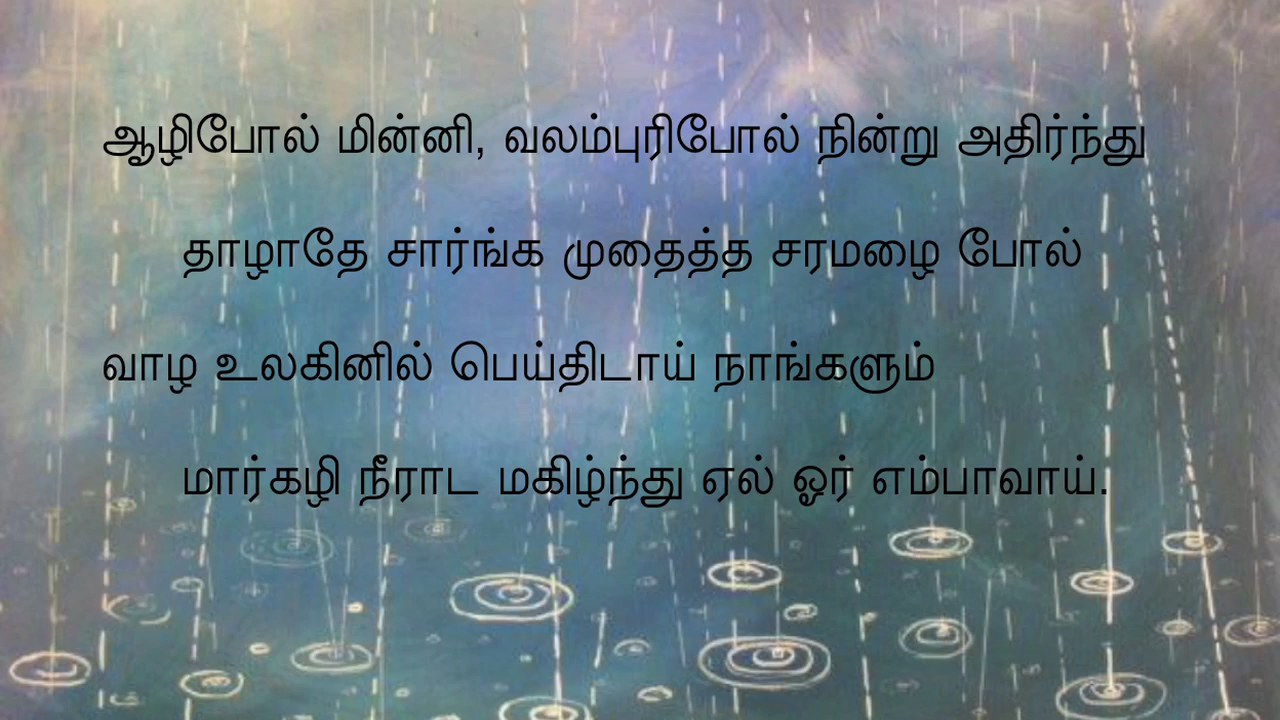 ஆழிபோல் மின்னி, வலம்புரிபோல் நின்று அதிர்ந்து
தாழாதே சார்ங்க முதைத்த சரமழை போல்
வாழ உலகினில் பெய்திடாய் நாங்களும்
மார்கழி நீராட மகிழ்ந்து ஏல் ஓர் எம்பாவாய்.